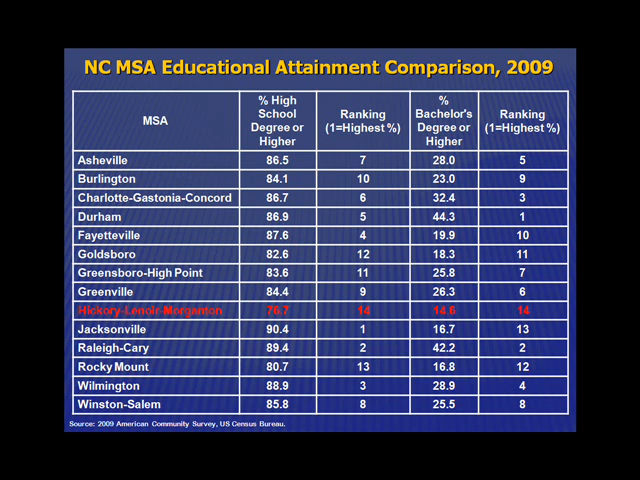 NC MSA Educational Attainment Comparison, 2009
MSA | % High School Degree or Higher | Ranking (1=Highest %) | % Bachelor's Degree or Higher | Ranking (1=Highest %)
Asheville 86.5 7 28.0 5
Burlington 84.1 10 23.0 9
Charlotte-Gastonia-Concord 86.7 6 32.4 3
Durham 86.9 5 44.3 1
Fayetteville 87.6 4 19.9 10
Goldsboro 82.6 12 18.3 11
Greensboro-High Point 83.6 11 25.8 7
Greenville 84.4 9 26.3 6
Hickory-Lenoir-Morganton 76.7 14 14.6 14
Jacksonville 90.4 1 16.7 13
Raleigh-Cary 89.4 2 42.2 2
Rocky Mount 80.7 13 16.8 12
Wilmington 88.9 3 28.9 4
Winston-Salem 85.8 8 25.5 8
Source: 2009 American Community Survey, US Census Bureau.